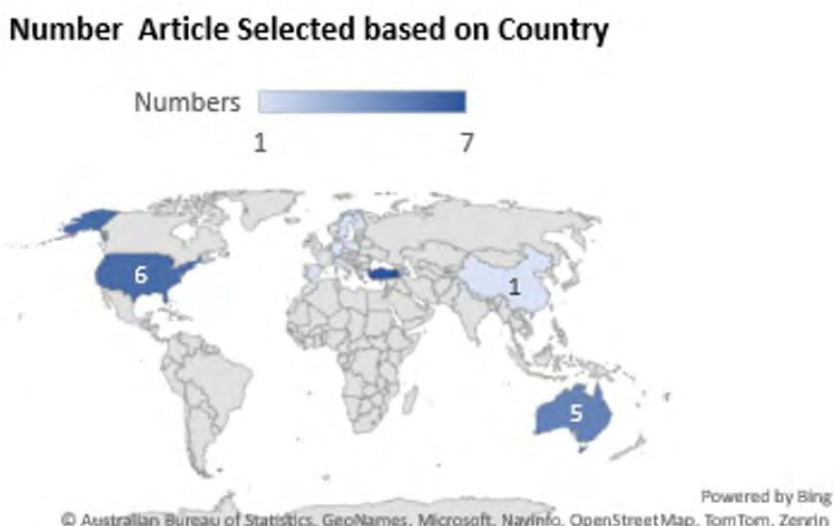 Number Article Selected based on Country
Numbers
1 7
6
1
5
Powered by Bing
© Australian Bureau of Statistics, GeoNames, Microsoft, Navinfo, OpenStreetMap, TomTom, Zenrin